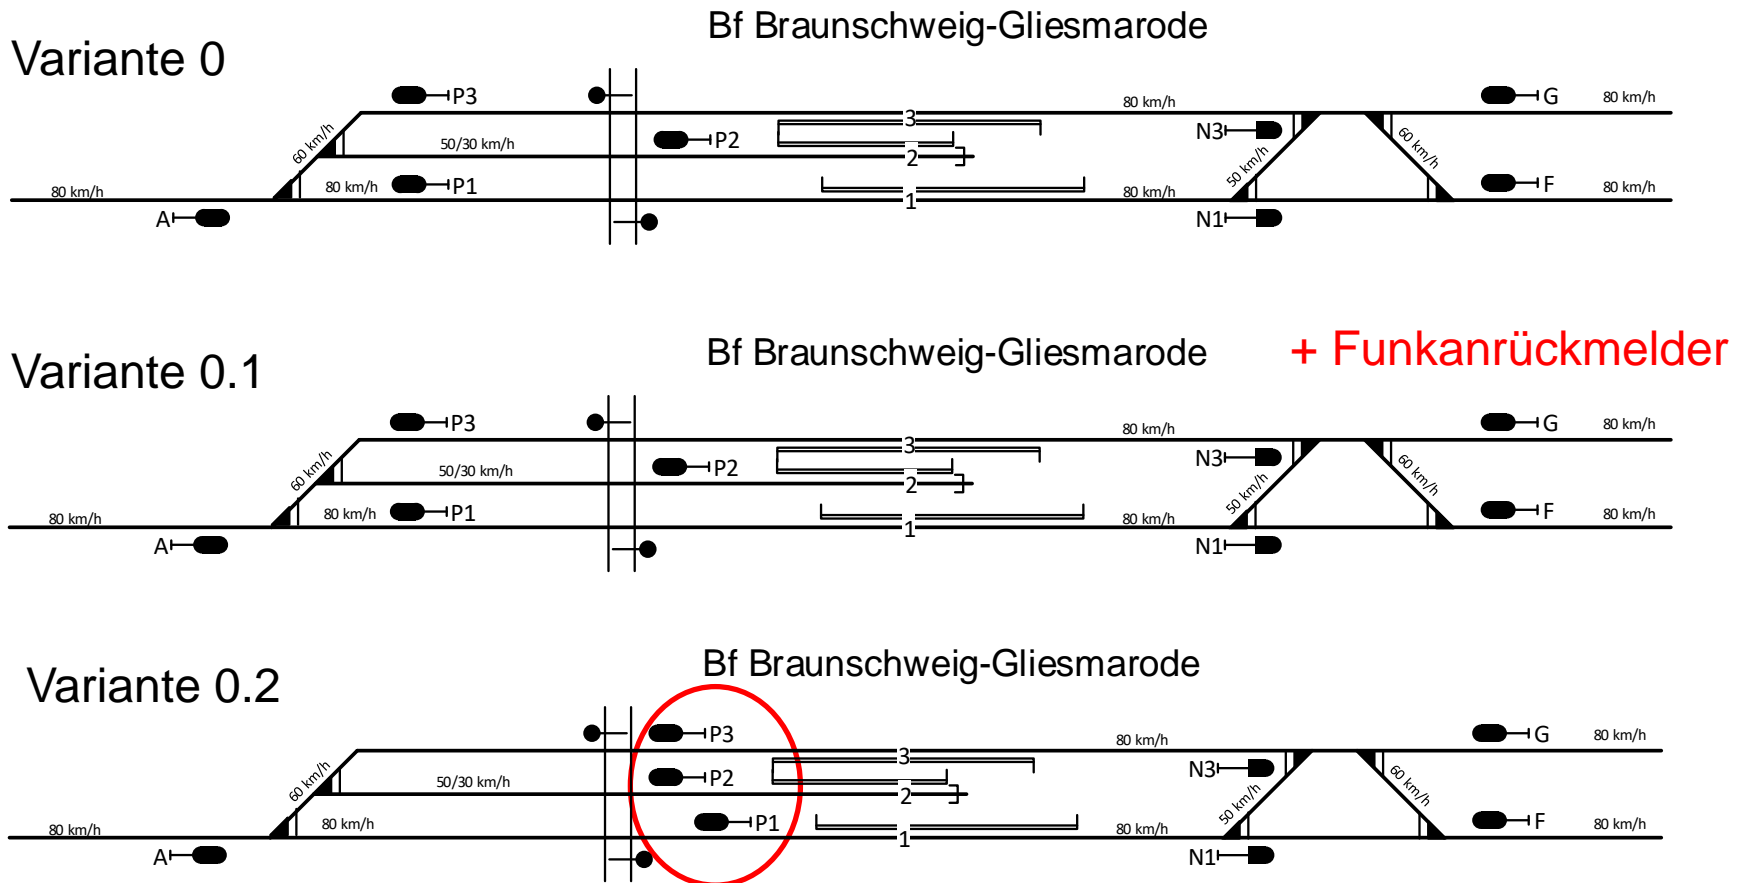 Bf Braunschweig-Gliesmarode
Variante 0
P3
80 km/h
G
80 km/h
60 km/h
50/30 km/h
P2
3
N3
60 km/h
2
50 km/h
80 km/h
80 km/h
P1
1
80 km/h
F
80 km/h
A
N1
Variante 0.1
Bf Braunschweig-Gliesmarode
+ Funkanrückmelder
P3
80 km/h
G
80 km/h
60 km/h
50/30 km/h
P2
3
N3
60 km/h
2
50 km/h
80 km/h
80 km/h
P1
1
80 km/h
F
80 km/h
A
N1
Variante 0.2
Bf Braunschweig-Gliesmarode
P3
80 km/h
G
80 km/h
60 km/h
50/30 km/h
P2
3
N3
60 km/h
2
50 km/h
80 km/h
80 km/h
P1
1
80 km/h
F
80 km/h
A
N1